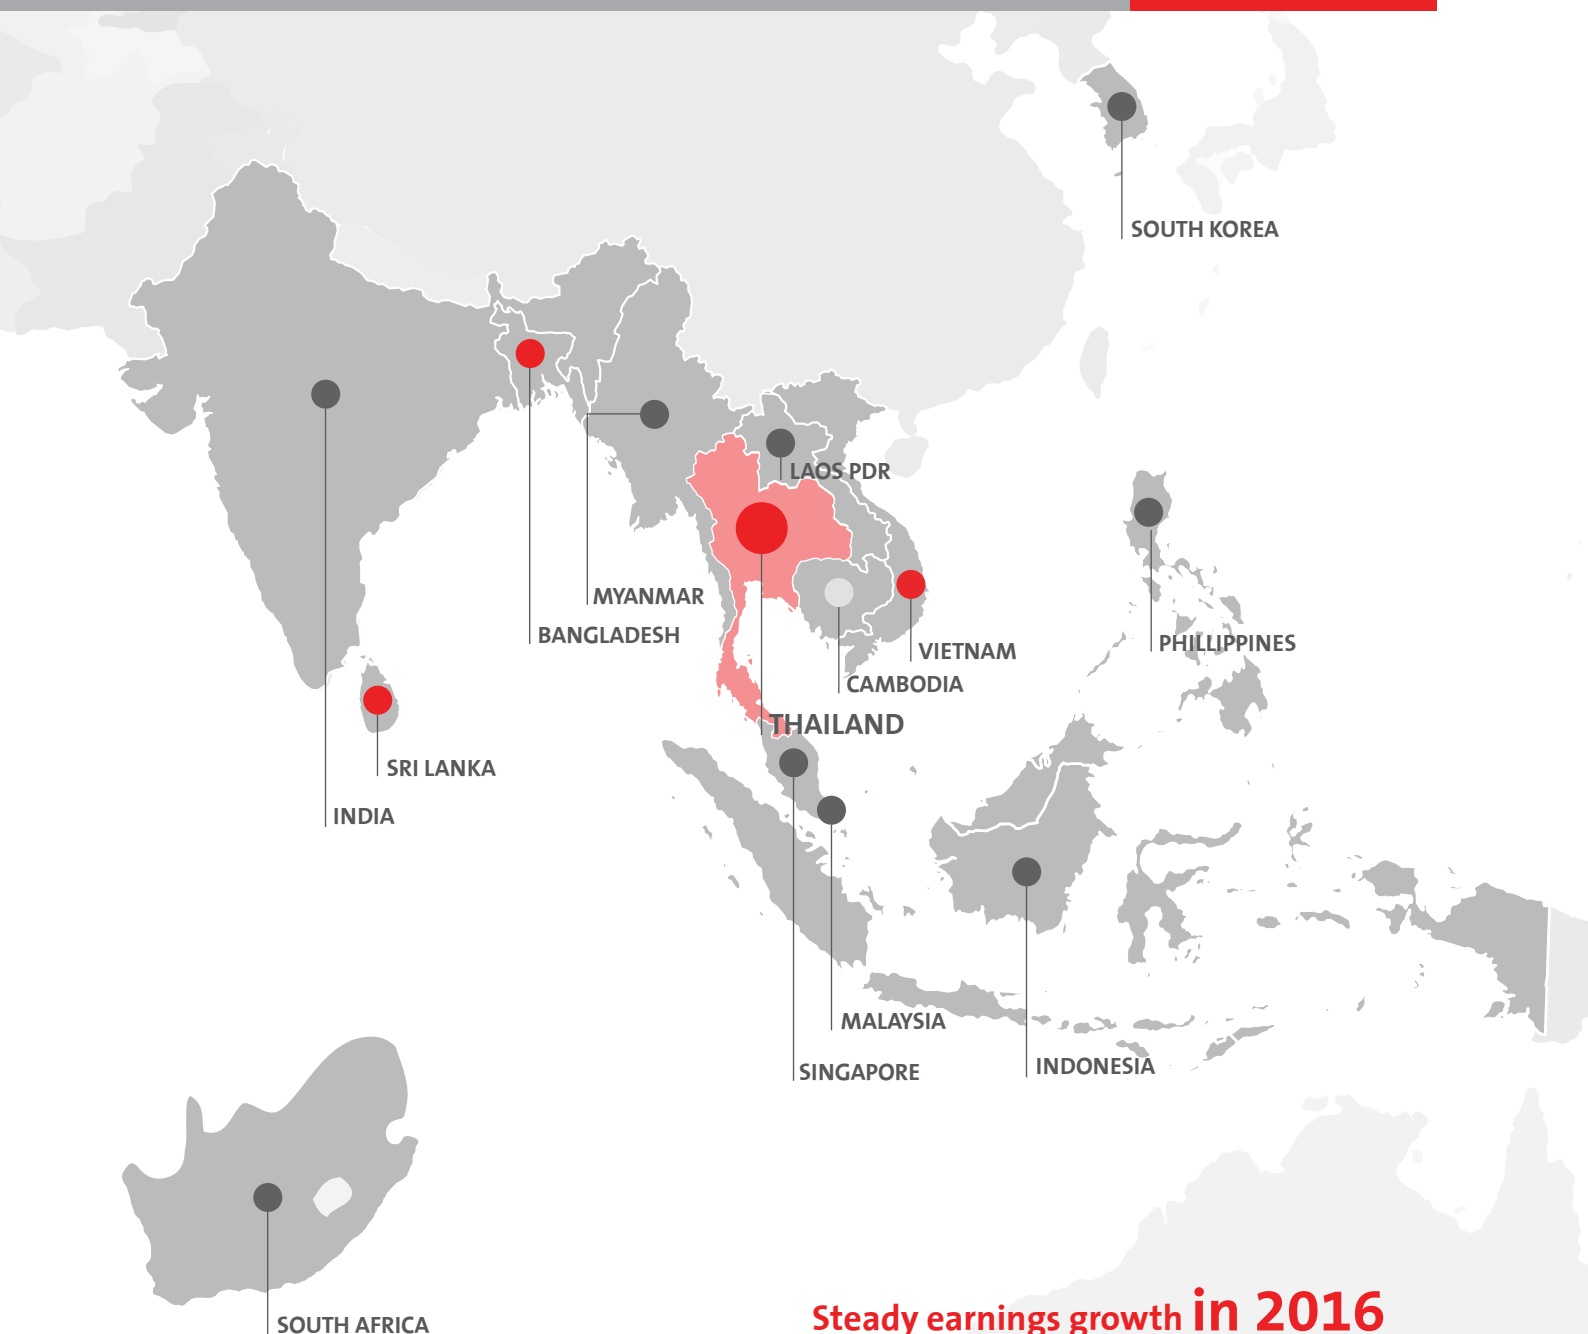 SOUTH KOREA
LAOS PDR
MYANMAR
BANGLADESH
PHILLIPPINES
VIETNAM
CAMBODIA
THAILAND
SRI LANKA
INDIA
MALAYSIA
INDONESIA
SINGAPORE
Steady earnings growth in 2016
SOUTH AFRICA